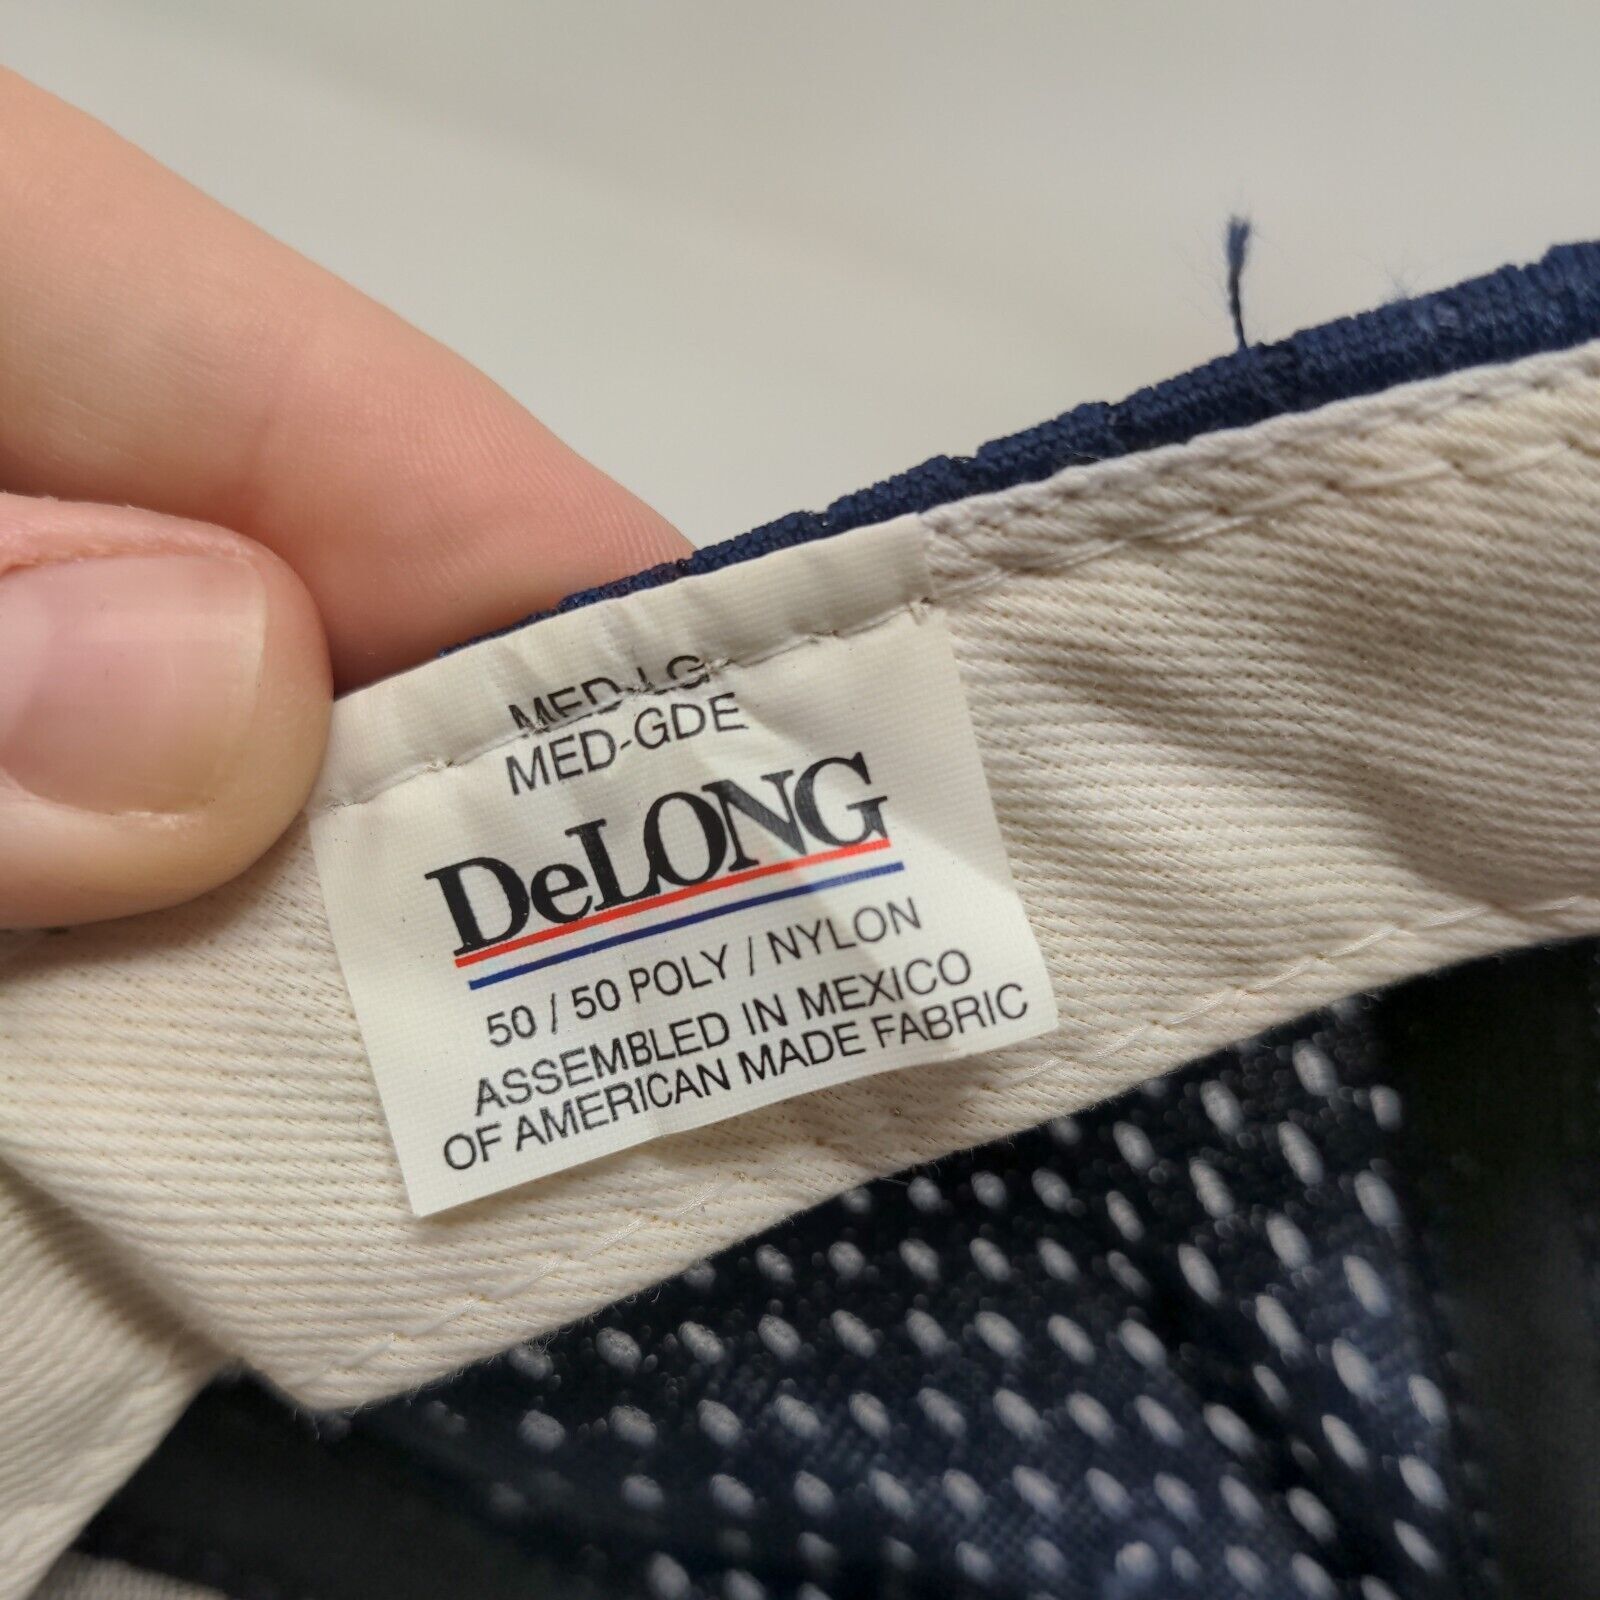 MED-LG
MED-GDE
DeLONG
50 / 50 POLY / NYLON
ASSEMBLED IN MEXICO
OF AMERICAN MADE FABRIC